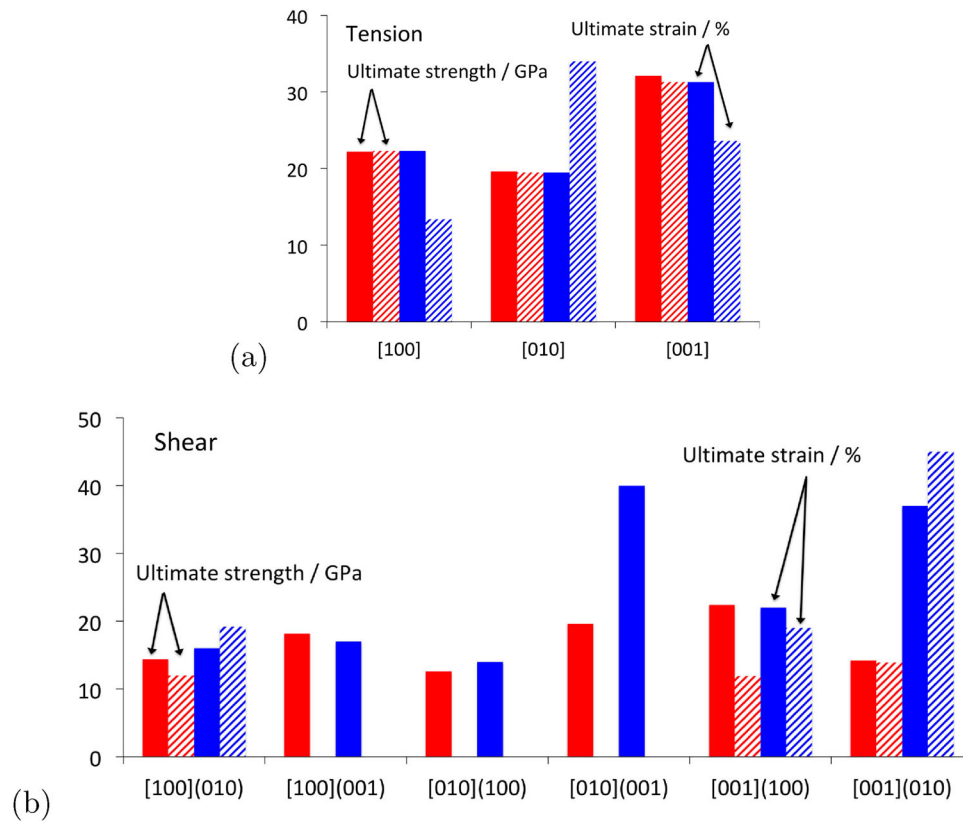 40
Tension
Ultimate strain / %
Ultimate strength / GPa
30
20
10
0
[100] [010] [001]
(a)
50
Shear
Ultimate strain / %
40
30
Ultimate strength / GPa
20
10
0
[100](010) [100](001) [010](100) [010](001) [001](100) [001](010)
(b)